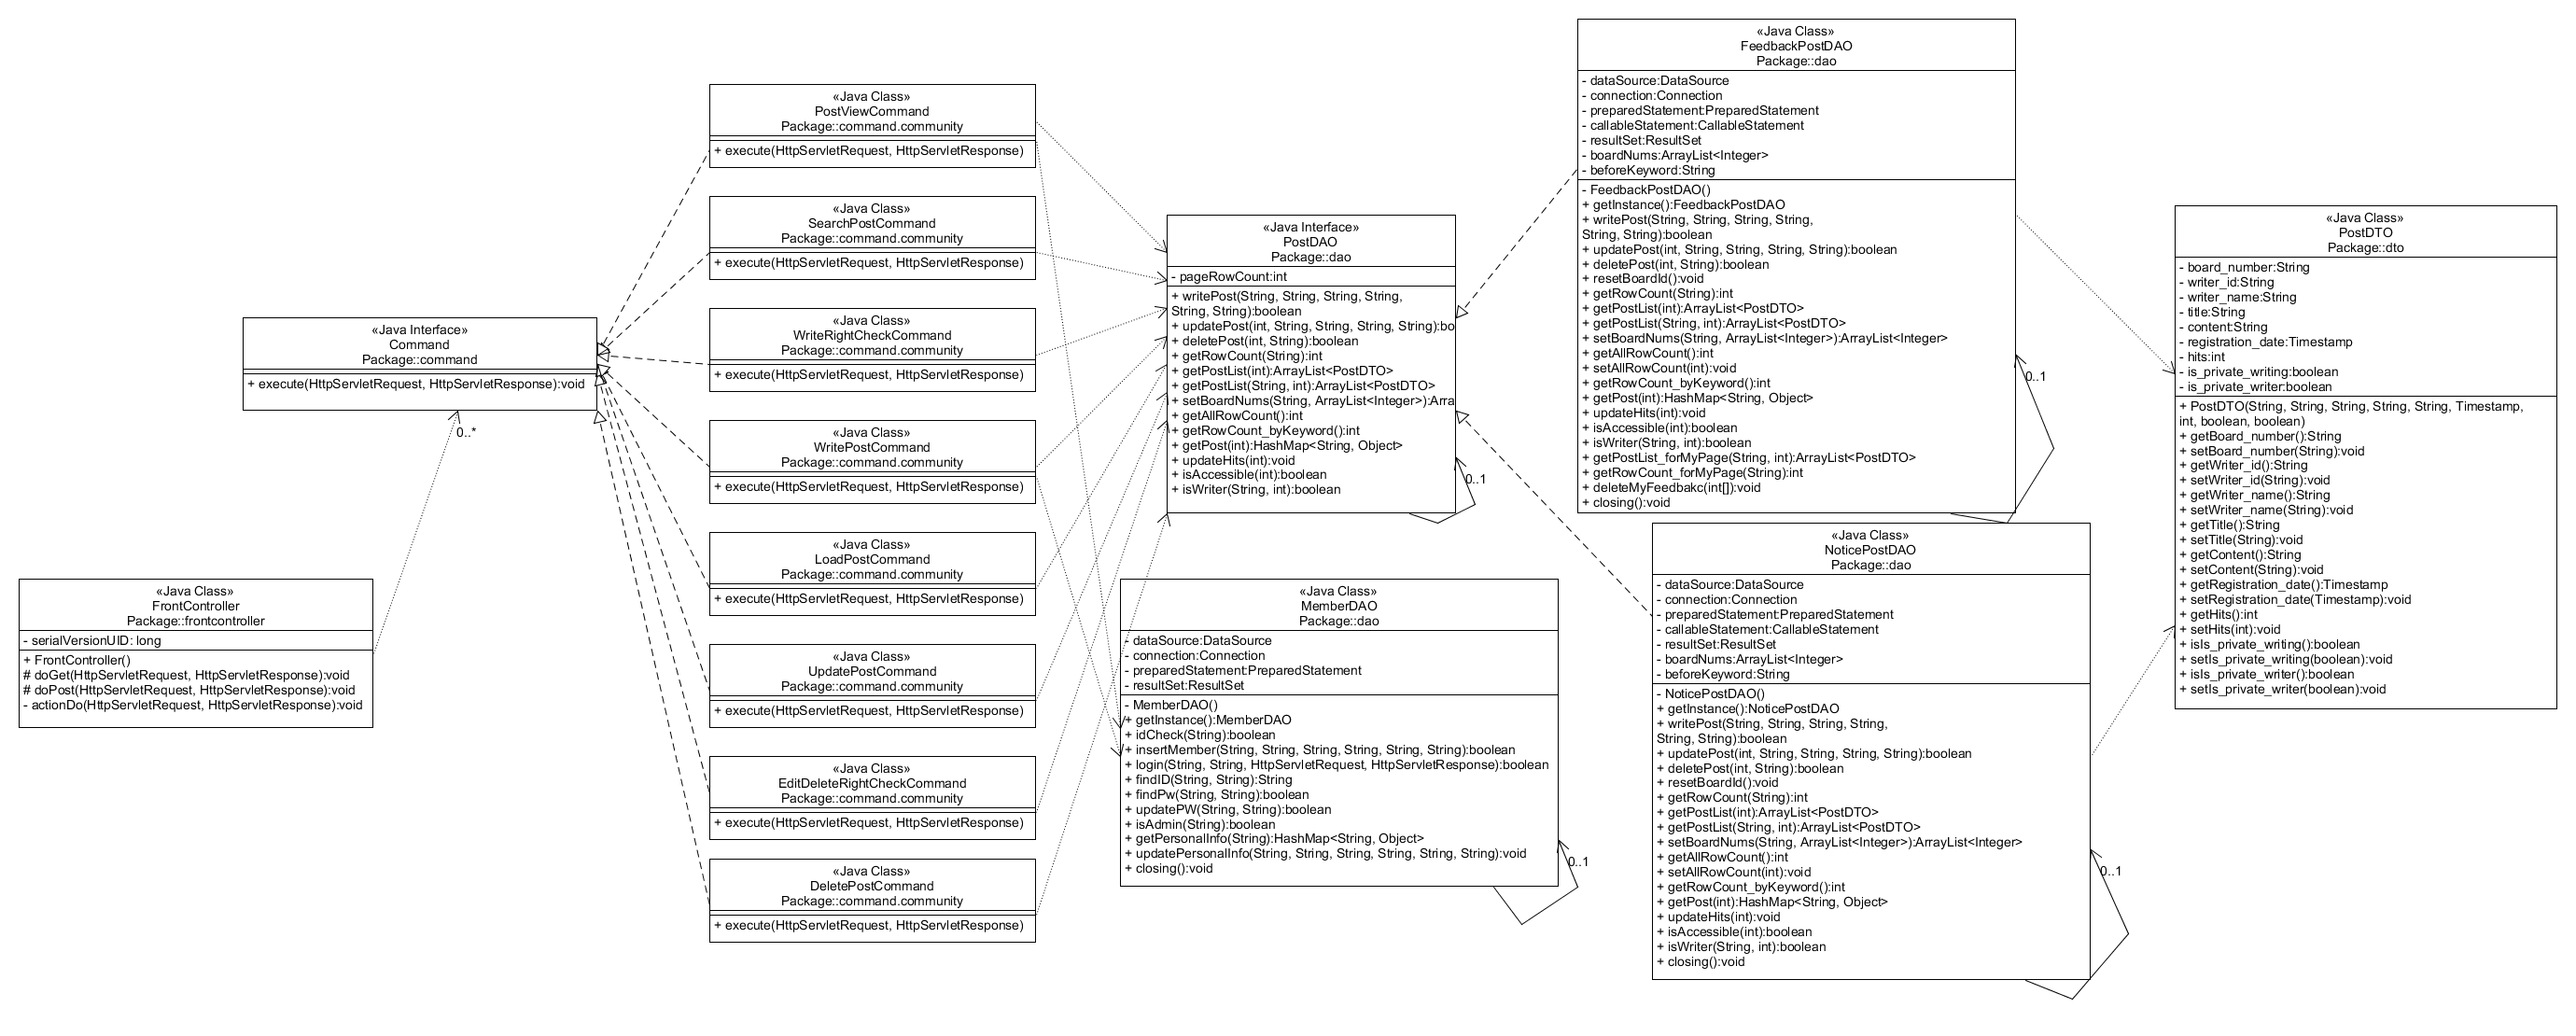 «Java Class»
FrontController
Package::frontcontroller
- serialVersionUID: long
+ FrontController()
# doGet(HttpServletRequest, HttpServletResponse):void
# doPost(HttpServletRequest, HttpServletResponse):void
- actionDo(HttpServletRequest, HttpServletResponse):void
«Java Interface»
Command
Package::command
+ execute(HttpServletRequest, HttpServletResponse):void
0..*
«Java Class»
PostViewCommand
Package::command.community
+ execute(HttpServletRequest, HttpServletResponse)
«Java Class»
SearchPostCommand
Package::command.community
+ execute(HttpServletRequest, HttpServletResponse)
«Java Class»
WriteRightCheckCommand
Package::command.community
+ execute(HttpServletRequest, HttpServletResponse)
«Java Class»
WritePostCommand
Package::command.community
+ execute(HttpServletRequest, HttpServletResponse)
«Java Class»
LoadPostCommand
Package::command.community
+ execute(HttpServletRequest, HttpServletResponse)
«Java Class»
UpdatePostCommand
Package::command.community
+ execute(HttpServletRequest, HttpServletResponse)
«Java Class»
EditDeleteRightCheckCommand
Package::command.community
+ execute(HttpServletRequest, HttpServletResponse)
«Java Class»
DeletePostCommand
Package::command.community
+ execute(HttpServletRequest, HttpServletResponse)
«Java Interface»
PostDAO
Package::dao
- pageRowCount:int
+ writePost(String, String, String, String,
String, String):boolean
+ updatePost(int, String, String, String, String):bo
+ deletePost(int, String):boolean
+ getRowCount(String):int
+ getPostList(int):ArrayList<PostDTO>
+ getPostList(String, int):ArrayList<PostDTO>
+ setBoardNums(String, ArrayList<Integer>):Arra
+ getAllRowCount():int
+ getRowCount_byKeyword():int
+ getPost(int):HashMap<String, Object>
+ updateHits(int):void
+ isAccessible(int):boolean
+ isWriter(String, int):boolean
0..1
«Java Class»
MemberDAO
Package::dao
- dataSource:DataSource
- connection:Connection
- preparedStatement:PreparedStatement
- resultSet:ResultSet
- MemberDAO()
+ getInstance():MemberDAO
+ idCheck(String):boolean
+ insertMember(String, String, String, String, String, String):boolean
+ login(String, String, HttpServletRequest, HttpServletResponse):boolean
+ findID(String, String):String
+ findPw(String, String):boolean
+ updatePW(String, String):boolean
+ isAdmin(String):boolean
+ getPersonalInfo(String):HashMap<String, Object>
+ updatePersonalInfo(String, String, String, String, String, String):void
+ closing():void
0..1
«Java Class»
FeedbackPostDAO
Package::dao
- dataSource:DataSource
- connection:Connection
- preparedStatement:PreparedStatement
- callableStatement:CallableStatement
- resultSet:ResultSet
- boardNums:ArrayList<Integer>
- beforeKeyword:String
- FeedbackPostDAO()
+ getInstance():FeedbackPostDAO
+ writePost(String, String, String, String,
String, String):boolean
+ updatePost(int, String, String, String, String):boolean
+ deletePost(int, String):boolean
+ resetBoardId():void
+ getRowCount(String):int
+ getPostList(int):ArrayList<PostDTO>
+ getPostList(String, int):ArrayList<PostDTO>
+ setBoardNums(String, ArrayList<Integer>):ArrayList<Integer>
+ getAllRowCount():int
+ setAllRowCount(int):void
+ getRowCount_byKeyword():int
+ getPost(int):HashMap<String, Object>
+ updateHits(int):void
+ isAccessible(int):boolean
+ isWriter(String, int):boolean
+ getPostList_forMyPage(String, int):ArrayList<PostDTO>
+ getRowCount_forMyPage(String):int
+ deleteMyFeedbakc(int[]):void
+ closing():void
0..1
«Java Class»
NoticePostDAO
Package::dao
- dataSource:DataSource
- connection:Connection
- preparedStatement:PreparedStatement
- callableStatement:CallableStatement
- resultSet:ResultSet
- boardNums:ArrayList<Integer>
- beforeKeyword:String
- NoticePostDAO()
+ getInstance():NoticePostDAO
+ writePost(String, String, String, String,
String, String):boolean
+ updatePost(int, String, String, String, String):boolean
+ deletePost(int, String):boolean
+ resetBoardId():void
+ getRowCount(String):int
+ getPostList(int):ArrayList<PostDTO>
+ getPostList(String, int):ArrayList<PostDTO>
+ setBoardNums(String, ArrayList<Integer>):ArrayList<Integer>
+ getAllRowCount():int
+ setAllRowCount(int):void
+ getRowCount_byKeyword():int
+ getPost(int):HashMap<String, Object>
+ updateHits(int):void
+ isAccessible(int):boolean
+ isWriter(String, int):boolean
+ closing():void
0..1
«Java Class»
PostDTO
Package::dto
- board_number:String
- writer_id:String
- writer_name:String
- title:String
- content:String
- registration_date:Timestamp
- hits:int
- is_private_writing:boolean
- is_private_writer:boolean
+ PostDTO(String, String, String, String, String, Timestamp,
int, boolean, boolean)
+ getBoard_number():String
+ setBoard_number(String):void
+ getWriter_id():String
+ setWriter_id(String):void
+ getWriter_name():String
+ setWriter_name(String):void
+ getTitle():String
+ setTitle(String):void
+ getContent():String
+ setContent(String):void
+ getRegistration_date():Timestamp
+ setRegistration_date(Timestamp):void
+ getHits():int
+ setHits(int):void
+ isIs_private_writing():boolean
+ setIs_private_writing(boolean):void
+ isIs_private_writer():boolean
+ setIs_private_writer(boolean):void